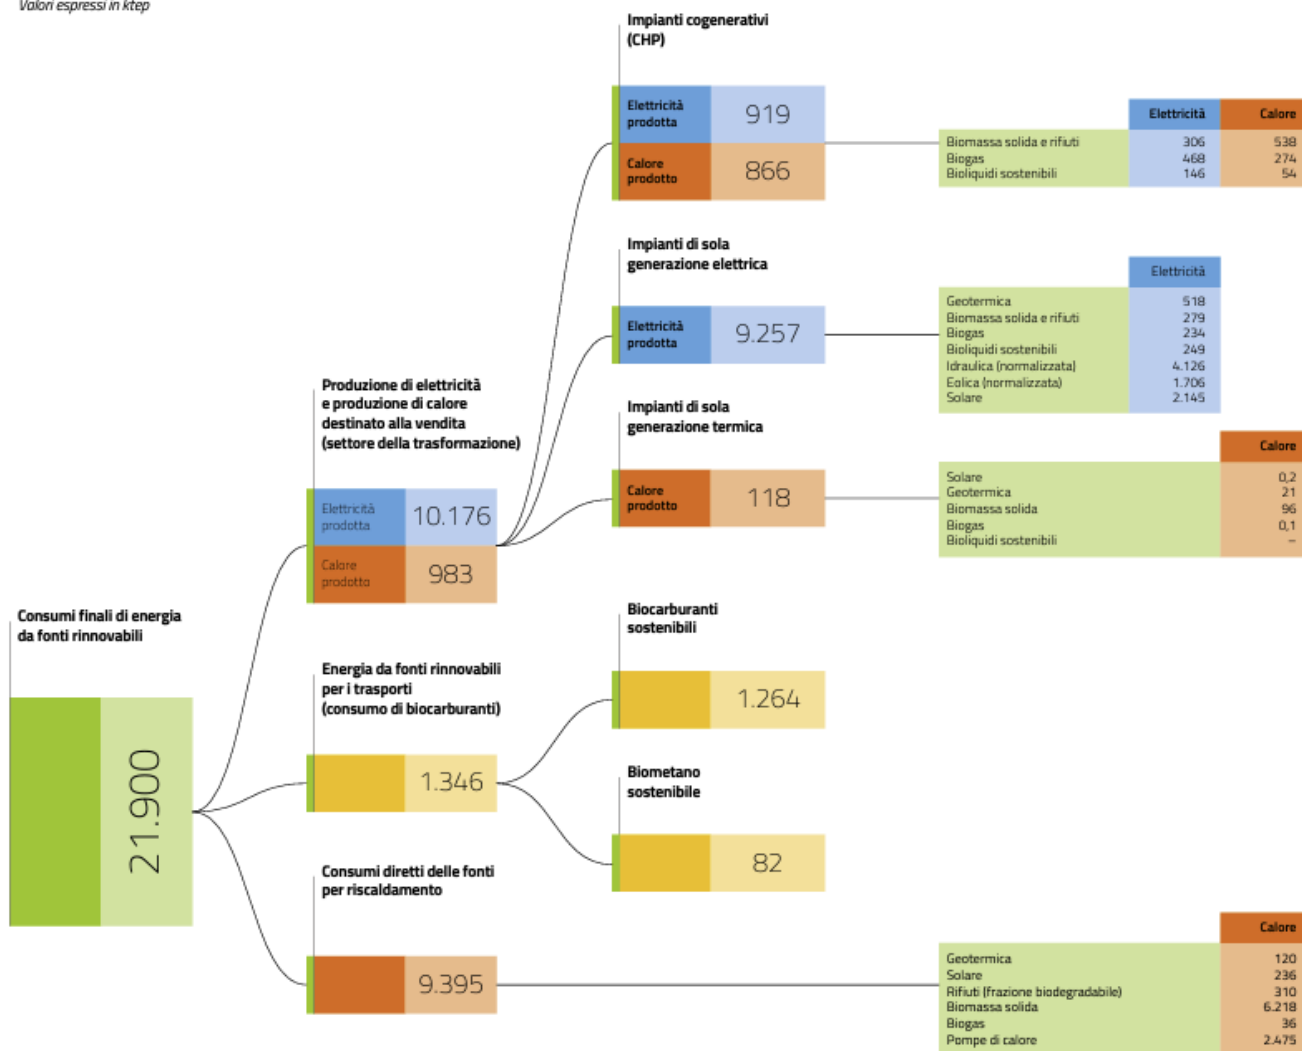 Valori espressi in ktep
Impianti cogenerativi
(CHP)
Elettricità
prodotta
919
Calore
prodotto
866
Elettricità Calore
Biomassa solida e rifiuti 306 538
Biogas 468 274
Bioliquidi sostenibili 146 54
Impianti di sola
generazione elettrica
Elettricità
prodotta
9.257
Elettricità
Geotermica 518
Biomassa solida e rifiuti 279
Biogas 234
Bioliquidi sostenibili 249
Idraulica (normalizzata) 4.126
Eolica (normalizzata) 1.706
Solare 2.145
Produzione di elettricità
e produzione di calore
destinato alla vendita
(settore della trasformazione)
Elettricità
prodotta
10.176
Calore
prodotto
983
Impianti di sola
generazione termica
Calore
prodotto
118
Calore
Solare 0,2
Geotermica 21
Biomassa solida 96
Biogas 0,1
Bioliquidi sostenibili –
Consumi finali di energia
da fonti rinnovabili
21.900
Energia da fonti rinnovabili
per i trasporti
(consumo di biocarburanti)
1.346
Biocarburanti
sostenibili
1.264
Biometano
sostenibile
82
Consumi diretti delle fonti
per riscaldamento
9.395
Calore
Geotermica 120
Solare 236
Rifiuti (frazione biodegradabile) 310
Biomassa solida 6.218
Biogas 36
Pompe di calore 2.475